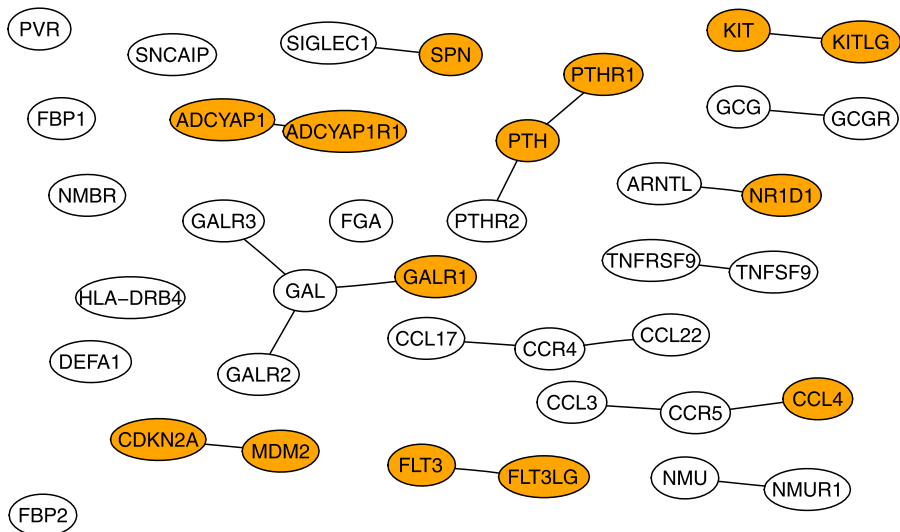 PVR
SNCAIP
SIGLEC1
SPN
KIT
KITLG
PTHR1
FBP1
ADCYAP1
ADCYAP1R1
PTH
GCG
GCGR
NMBR
GALR3
FGA
PTHR2
ARNTL
NR1D1
HLA−DRB4
GAL
GALR1
TNFRSF9
TNFSF9
DEFA1
GALR2
CCL17
CCR4
CCL22
CCL3
CCR5
CCL4
CDKN2A
MDM2
FLT3
FLT3LG
NMU
NMUR1
FBP2